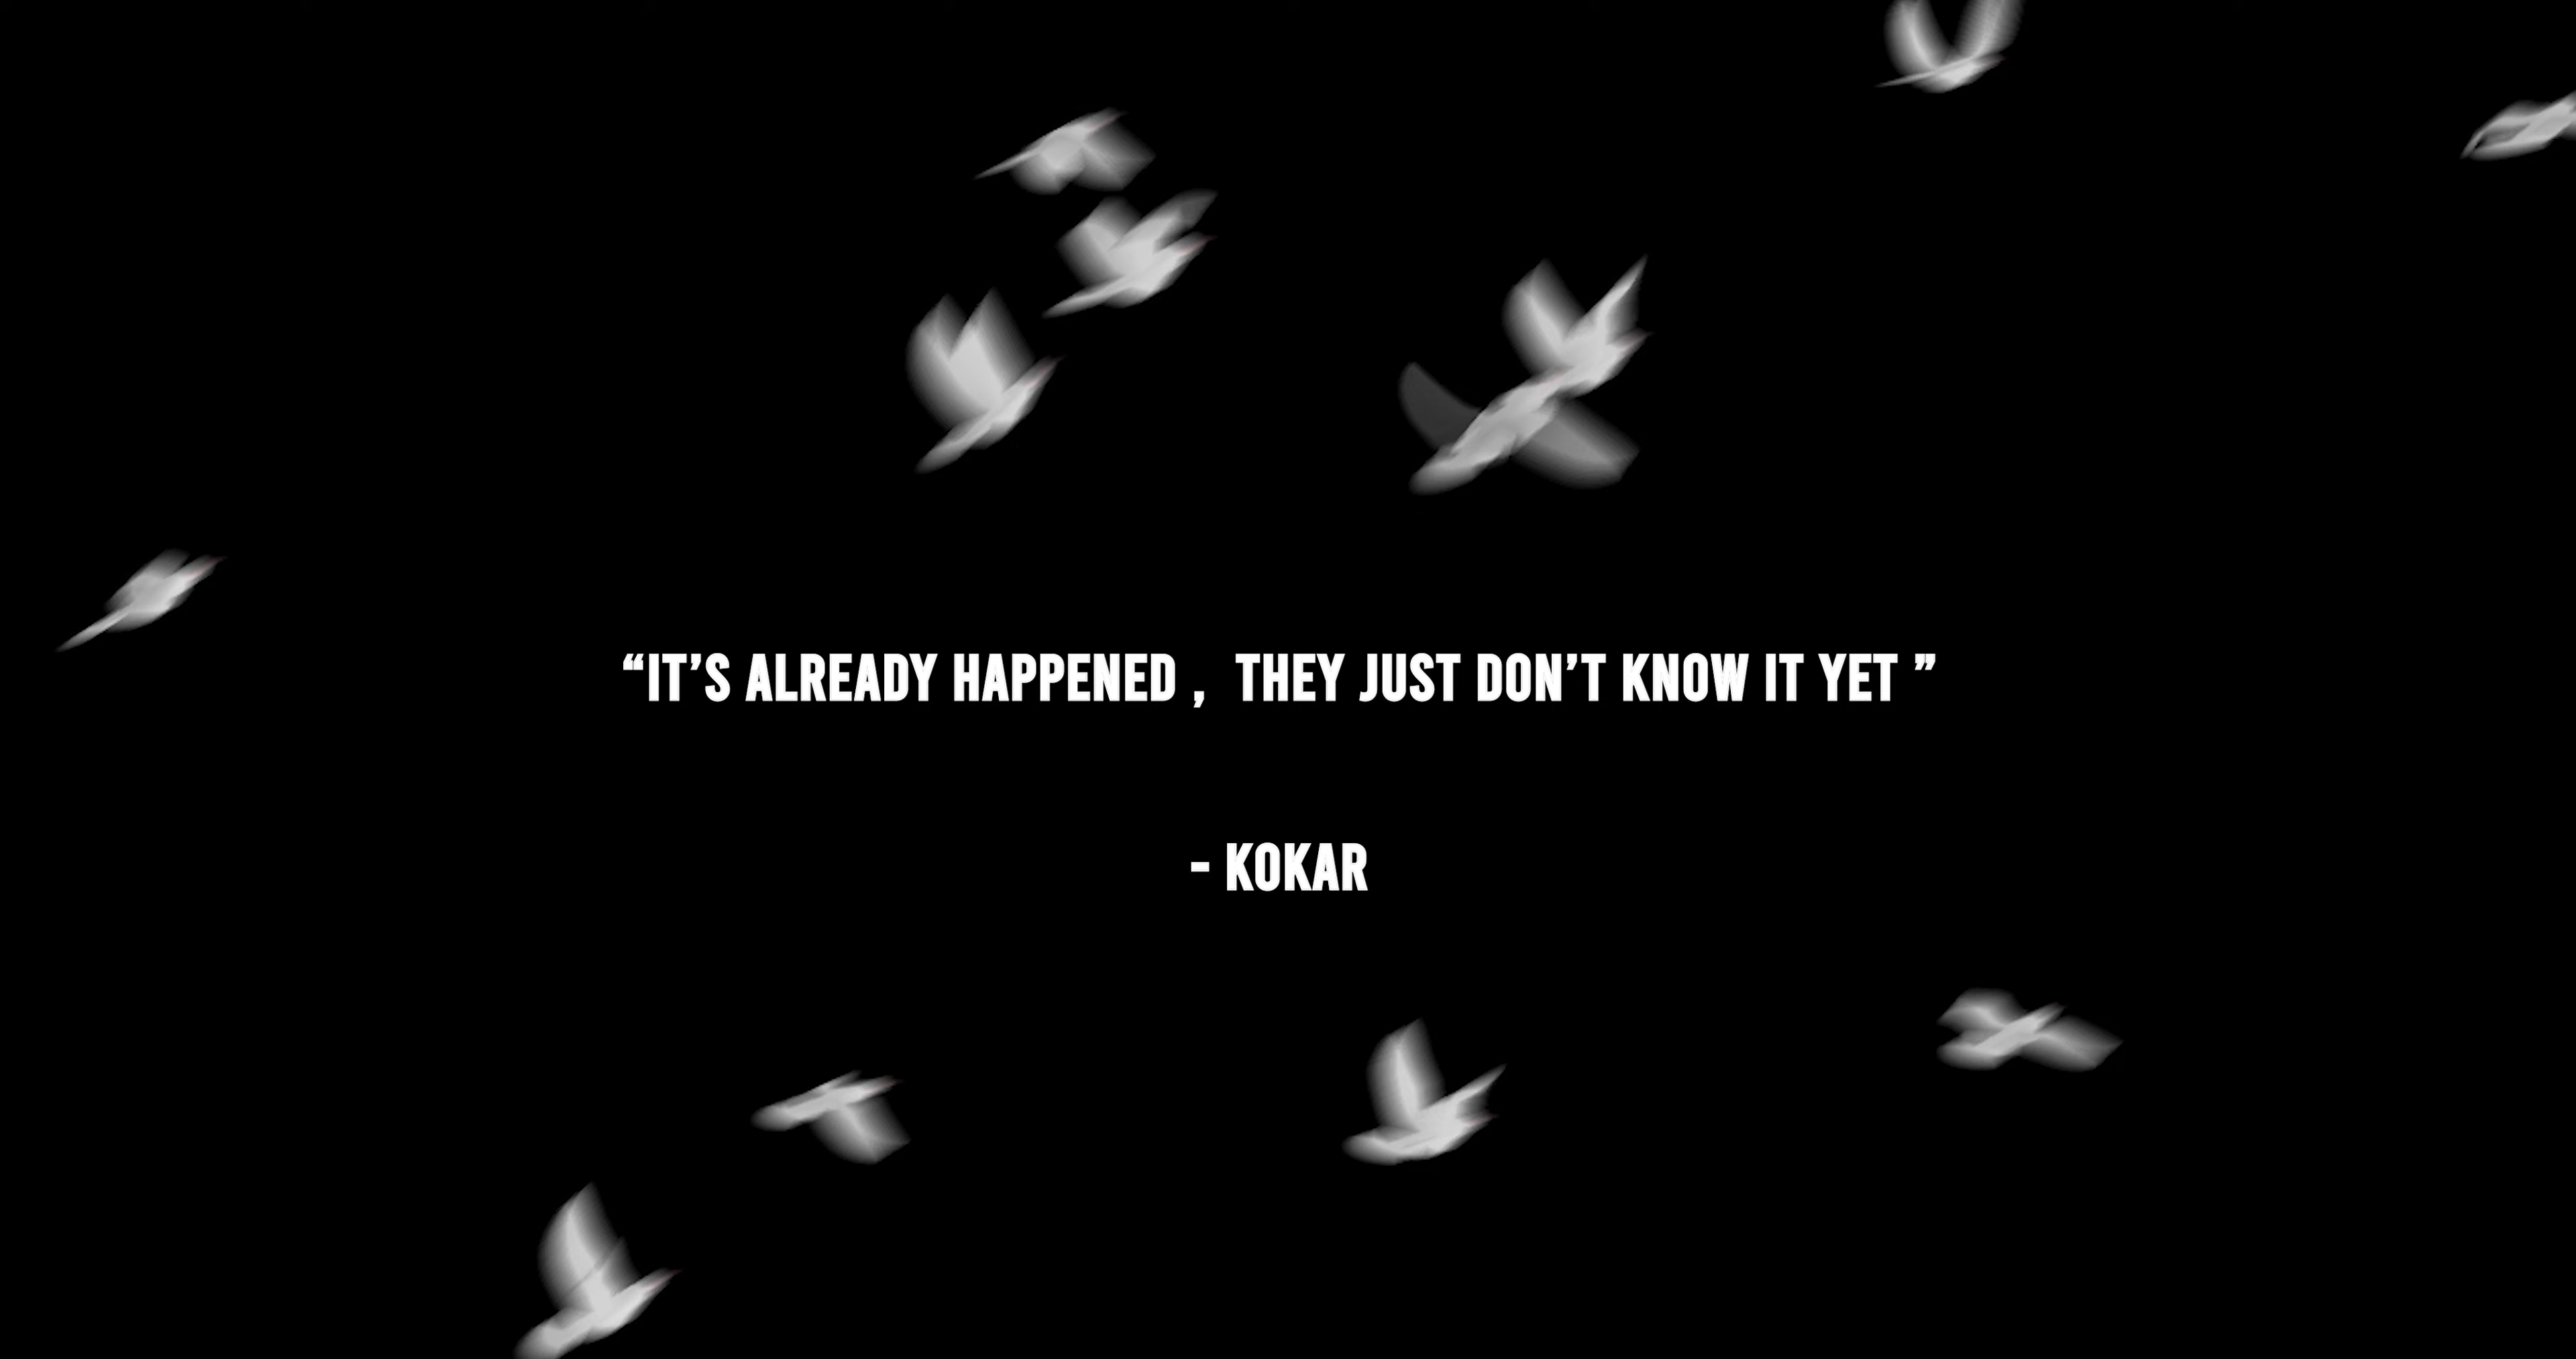 “IT’S ALREADY HAPPENED ,  THEY JUST DON’T KNOW IT YET ”
- KOKAR